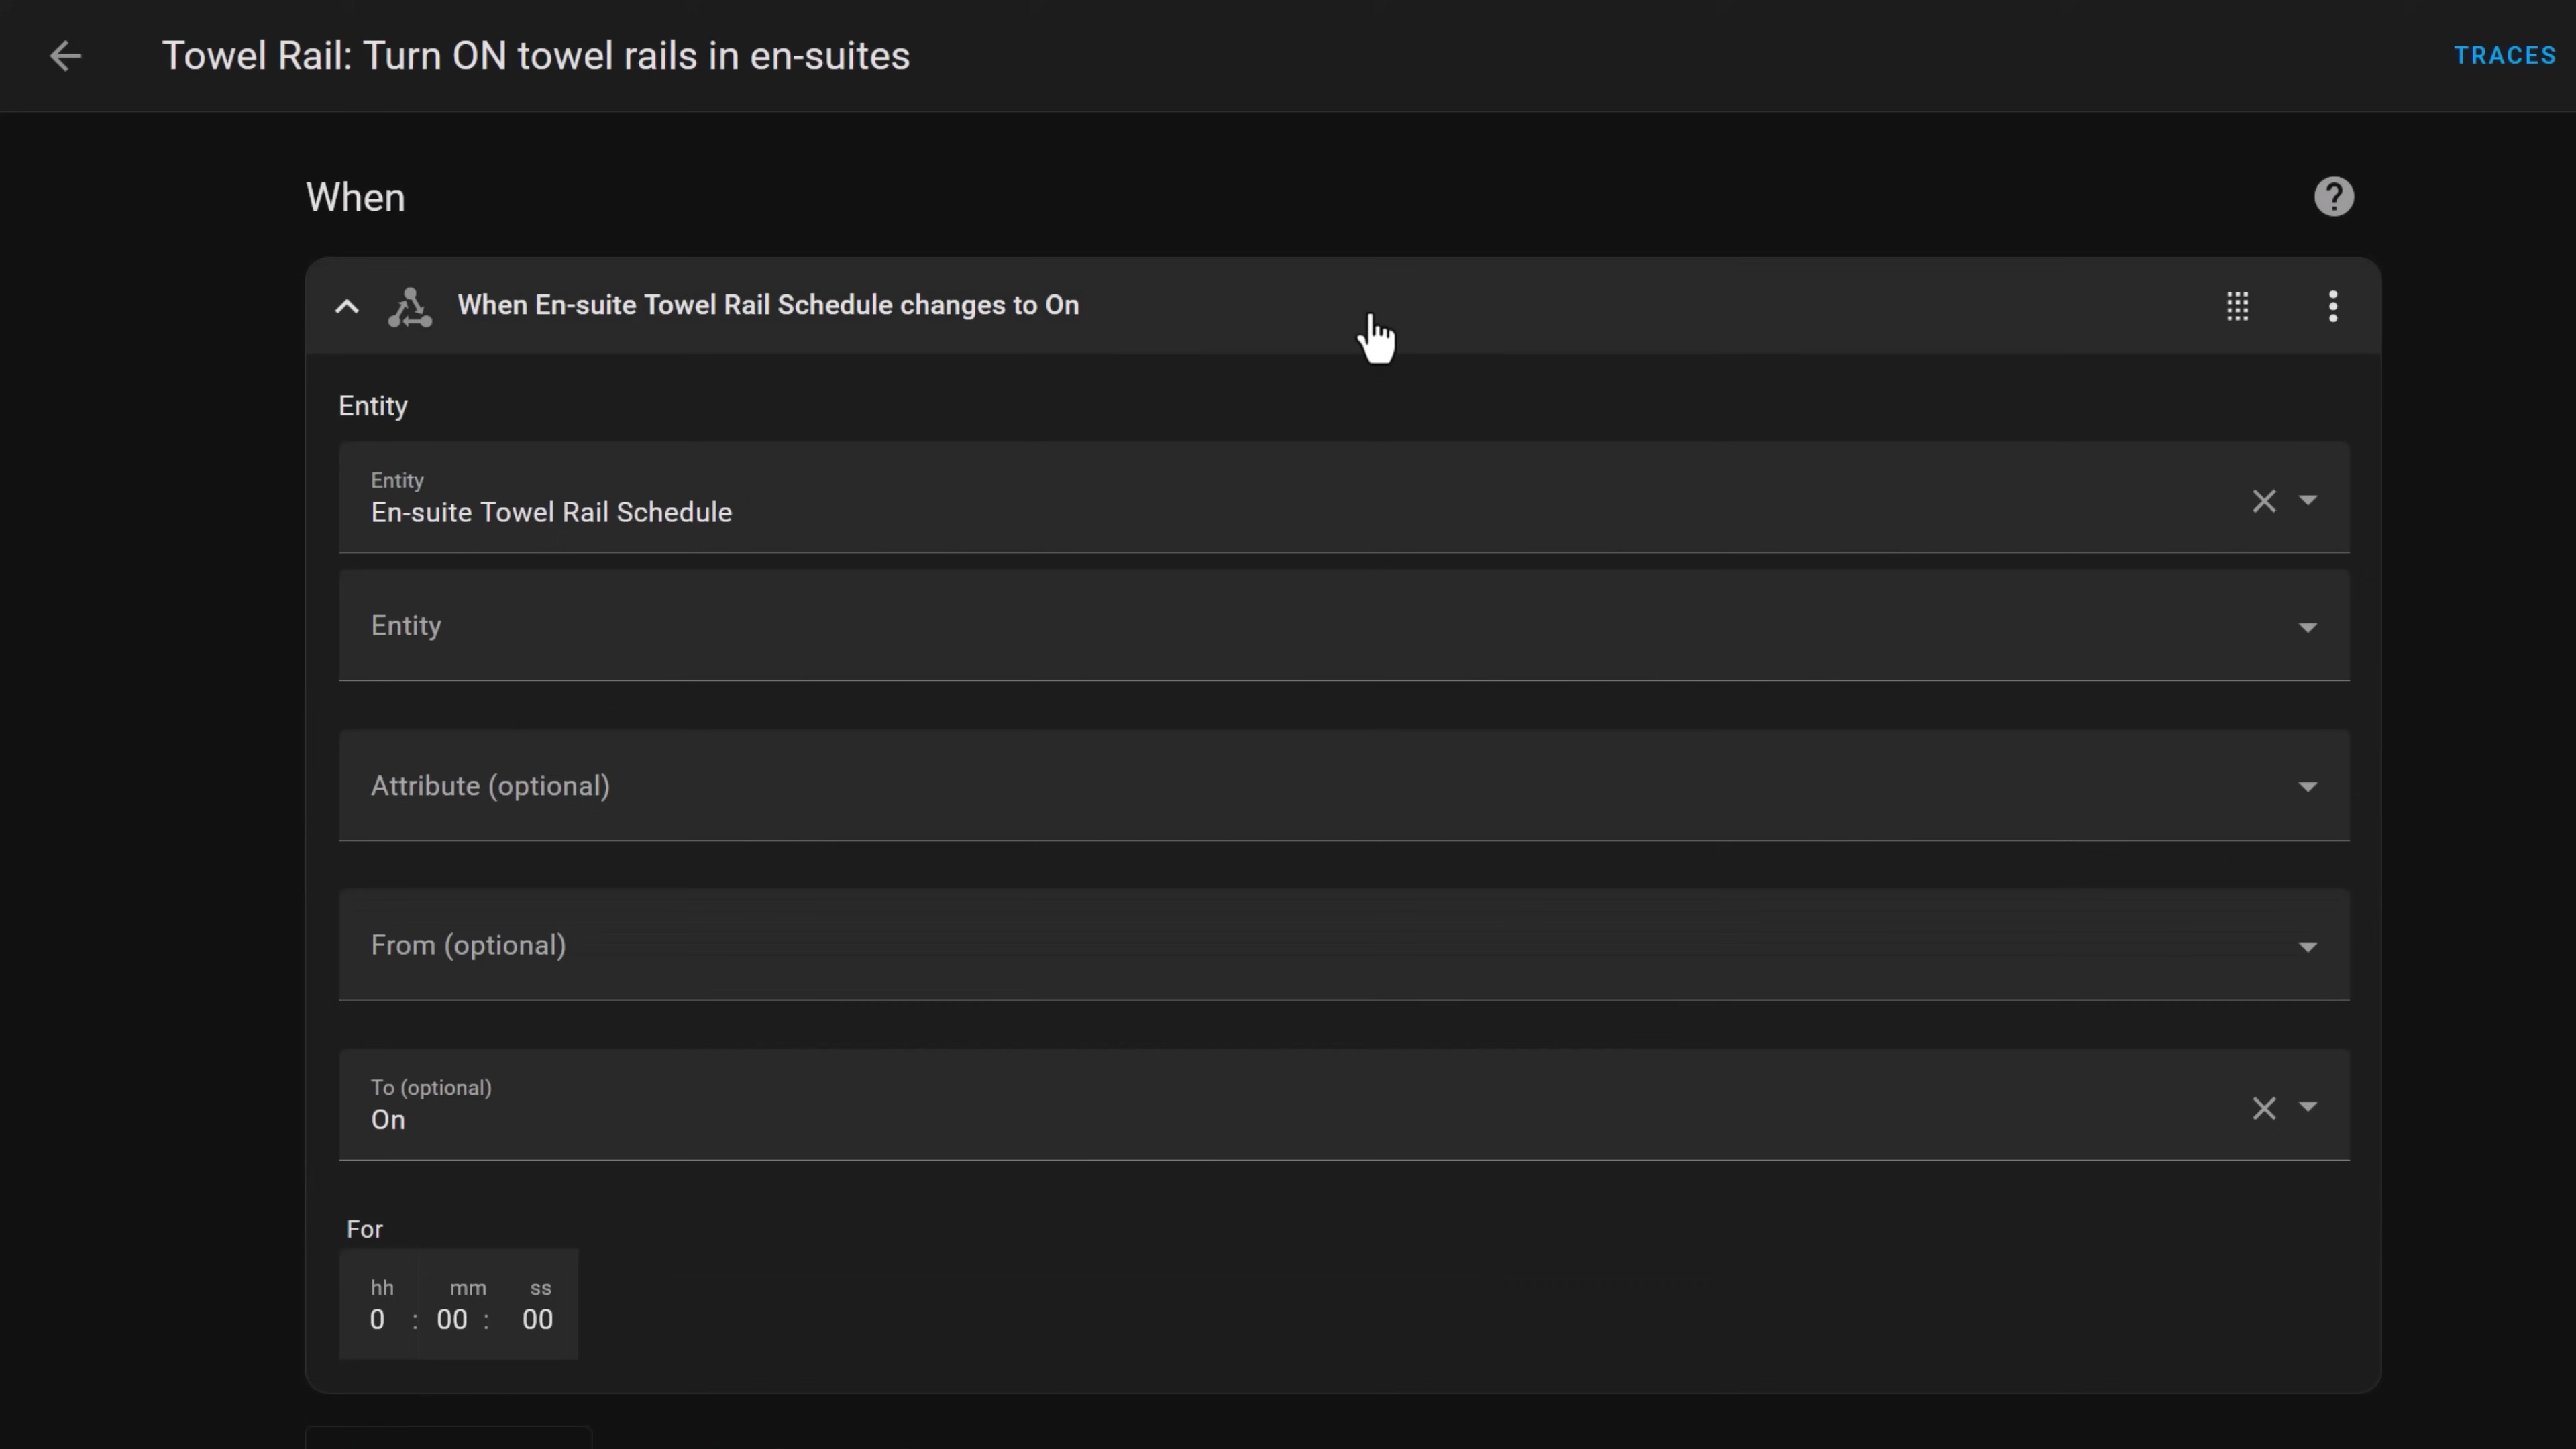 Towel Rail: Turn ON towel rails in en-suites
TRACES
When
When En-suite Towel Rail Schedule changes to On
Entity
Entity
En-suite Towel Rail Schedule
Entity
Attribute (optional)
From (optional)
To (optional)
On
For
hh mm ss
0 : 00 : 00